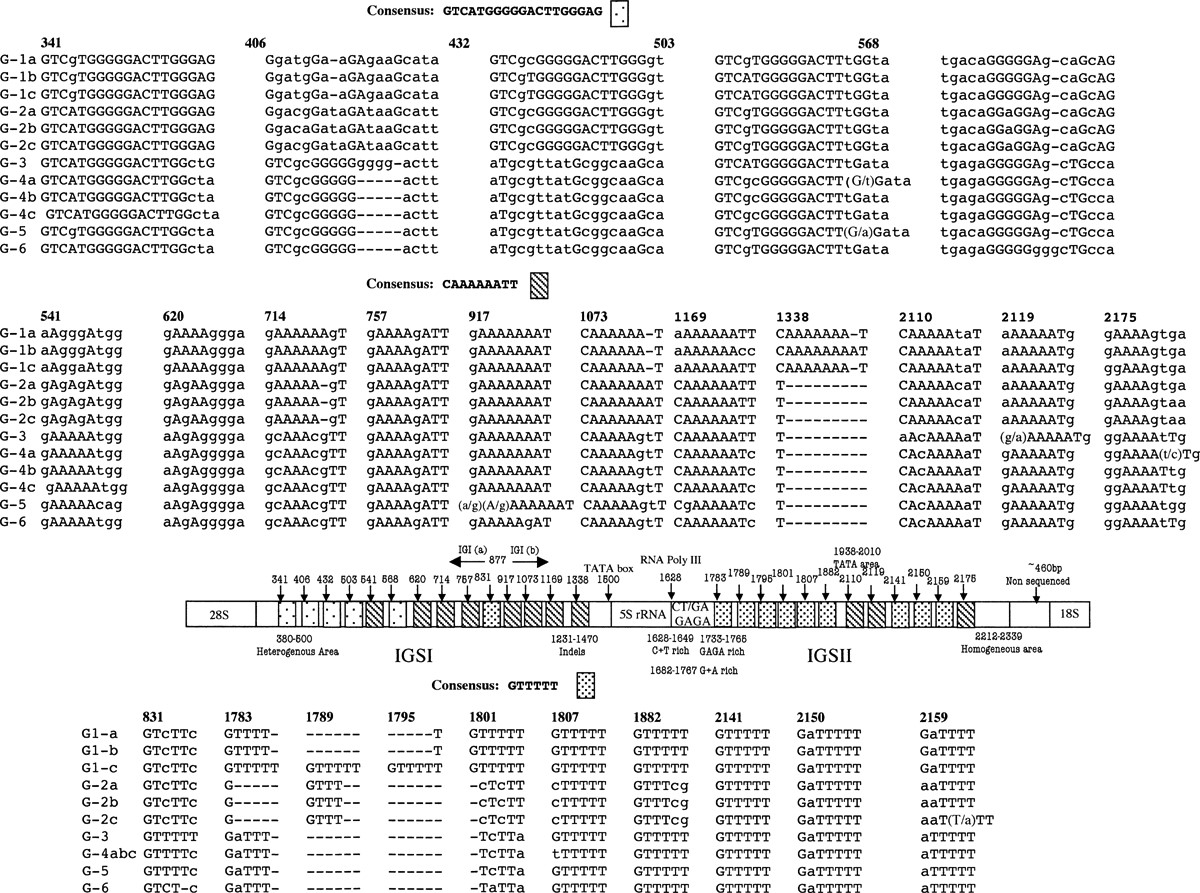 Consensus: GTCATGGGGGACTTGGGAG
341 406 432 503 568
G-1a GTCgTGGGGGACTTGGGAG GgatgGa-aGAgaaGcata GTCgcGGGGGACTTGGGgt GTCgTGGGGGACTTtGGta tgacaGGGGGAg-caGcAG
G-1b GTCATGGGGGACTTGGGAG GgatgGa-aGAgaaGcata GTCgTGGGGGACTTGGGgt GTCgTGGGGGACTTtGGta tgacaGGGGGAg-caGcAG
G-1c GTCATGGGGGACTTGGGAG GgatgGa-aGAgaaGcata GTCgTGGGGGACTTGGGgt GTCgTGGGGGACTTtGGta tgacaGGGGGAg-caGcAG
G-2a GTCATGGGGGACTTGGGAG GgacgGataGAtaaGcata GTCgTGGGGGACTTGGGgt GTCATGGGGGACTTtGGta tgacaGGaGGAg-caGcAG
G-2b GTCATGGGGGACTTGGGAG GgacgGataGAtaaGcata GTCgTGGGGGACTTGGGgt GTCATGGGGGACTTtGGta tgacaGGaGGAg-caGcAG
G-2c GTCATGGGGGACTTGGGAG GgacgGataGAtaaGcata GTCgcGGGGGACTTGGGgt GTCATGGGGGACTTtGGta tgacaGGaGGAg-caGcAG
G-3 GTCATGGGGGACTTGGctG GTCgcGGGGGgggg-actt aTgcgttatGcggcaaGca GTCATGGGGGACTTtGata tgagaGGGGGAg-cTGcca
G-4a GTCATGGGGGACTTGGcta GTCgcGGGGG-----actt aTgcgttatGcggcaaGca GTCgcGGGGGACTT(G/t)Gata tgagaGGGGGAg-cTGcca
G-4b GTCATGGGGGACTTGGcta GTCgcGGGGG-----actt aTgcgttatGcggcaaGca GTCgTGGGGGACTTtGata tgagaGGGGGAg-cTGcca
G-4c GTCATGGGGGACTTGGcta GTCgcGGGGG-----actt aTgcgttatGcggcaaGca GTCgTGGGGGACTTtGata tgagaGGGGGAg-cTGcca
G-5 GTCgTGGGGGACTTGGcta GTCgcGGGGG-----actt aTgcgttatGcggcaaGca GTCgTGGGGGACTT(G/a)Gata tgagaGGGGGAg-cTGcca
G-6 GTCATGGGGGACTTGGcta GTCgcGGGGG-----actt aTgcgttatGcggcaaGca GTCgTGGGGGACTTtGata tgagaGGGGGgggcTGcca
Consensus: CAAAAAATT
541 620 714 757 917 1073 1169 1338 2110 2119 2175
G-1a aAgggAtgg gAAAAggga gAAAAAAgT gAAAAgATT gAAAAAAAT CAAAAAA-T aAAAAAATT CAAAAAAA-T CAAAAAtaT aAAAAATg gAAAAgtga
G-1b aAgggAtgg gAAAAggga gAAAAAAgT gAAAAgATT gAAAAAAAT CAAAAAA-T aAAAAAAcc CAAAAAAAAT CAAAAAtaT aAAAAATg gAAAAgtga
G-1c aAggaAtgg gAAAAggga gAAAAAAgT gAAAAgATT gAAAAAAAT CAAAAAA-T aAAAAAATT CAAAAAAA-T CAAAAAtaT aAAAAATg ggAAAgtga
G-2a gAgAgAtgg gAgAAggga gAAAAA-gT gAAAAgATT gAAAAAAAT CAAAAAATT CAAAAAATT T--------- CAAAAAcaT aAAAAATg ggAAAgtga
G-2b gAgAgAtgg gAgAAggga gAAAAA-gT gAAAAgATT gAAAAAAAT CAAAAAATT CAAAAAATT T--------- CAAAAAcaT aAAAAATg ggAAAgtaa
G-2c gAgAgAtgg gAgAAggga gAAAAA-gT gAAAAgATT gAAAAAAAT CAAAAAATT CAAAAAATT T--------- CAAAAAcaT aAAAAATg ggAAAgtaa
G-3 gAAAAAtgg aAgAgggga gcAAAcgTT gAAAAgATT gAAAAAAAT CAAAAAgtT CAAAAAATT T--------- aAcAAAAaT (g/a)AAAAATg ggAAAAtTg
G-4a gAAAAAtgg aAgAgggga gcAAAcgTT gAAAAgATT gAAAAAAAT CAAAAAgtT CAAAAAATc T--------- CAcAAAAaT gAAAAATg ggAAAA(t/c)Tg
G-4b gAAAAAtgg aAgAgggga gcAAAcgTT gAAAAgATT gAAAAAAAT CAAAAAgtT CAAAAAATc T--------- CAcAAAAaT gAAAAATg ggAAAATtg
G-4c gAAAAAtgg aAgAgggga gcAAAcgTT gAAAAgATT gAAAAAAAT CAAAAAgtT CAAAAAATc T--------- CAcAAAAaT gAAAAATg ggAAAATtg
G-5 gAAAAAcag aAgAgggga gcAAAcgTT gAAAAgATT (a/g)(A/g)AAAAAAT CAAAAAgtT CgAAAAATc T--------- CAcAAAAaT gAAAAATg ggAAAAtTg
G-6 gAAAAAtgg aAgAgggga gcAAAcgTT gAAAAgATT gAAAAAgAT CAAAAAgtT CAAAAAATc T--------- CAcAAAAaT gAAAAATg ggAAAAtTg
IGI (a) 877 IGI (b) TATA box RNA Poly III 1938-2010 TATA area
341 406 432 503 541 568 620 714 757 831 917 1073 1169 1338 1500 1628 1783 1789 1795 1801 1807 1882 2110 2119 2141 2150 2159 2175 ~460bp Non sequenced
28S 5S rRNA CT/GA GAGA 18S
380-500 Heterogenous Area
IGSI
1231-1470 Indels
1628-1649 C+T rich
1733-1765 GAGA rich
1682-1767 G+A rich
IGSII
2212-2339 Homogeneous area
Consensus: GTTTTT
831 1783 1789 1795 1801 1807 1882 2141 2150 2159
G1-a GTcTTc GTTTT- ------ -----T GTTTTT GTTTTT GTTTTT GTTTTT GaTTTTT GaTTTT
G1-b GTcTTc GTTTT- ------ -----T GTTTTT GTTTTT GTTTTT GTTTTT GaTTTTT GaTTTT
G1-c GTcTTc GTTTTT GTTTTT GTTTTT GTTTTT GTTTTT GTTTTT GTTTTT GaTTTTT GaTTTT
G-2a GTcTTc G----- GTTT-- ------ -cTcTT cTTTTT GTTTcg GTTTTT GaTTTTT aaTTTT
G-2b GTcTTc G----- GTTT-- ------ -cTcTT cTTTTT GTTTcg GTTTTT GaTTTTT aaTTTT
G-2c GTcTTc G----- GTTT-- ------ -cTcTT cTTTTT GTTTcg GTTTTT GaTTTTT aaT(T/a)TT
G-3 GTTTTT GaTTT- ------ ------ -TcTTa GTTTTT GTTTTT GTTTTT GaTTTTT aTTTTT
G-4abc GTTTTc GaTTT- ------ ------ -TcTTa tTTTTT GTTTTT GTTTTT GaTTTTT aTTTTT
G-5 GTTTTc GaTTT- ------ ------ -TcTTa GTTTTT GTTTTT GTTTTT GaTTTTT aTTTTT
G-6 GTCT-c GaTTT- ------ ------ -TaTTa GTTTTT GTTTTT GTTTTT GaTTTTT aTTTTT